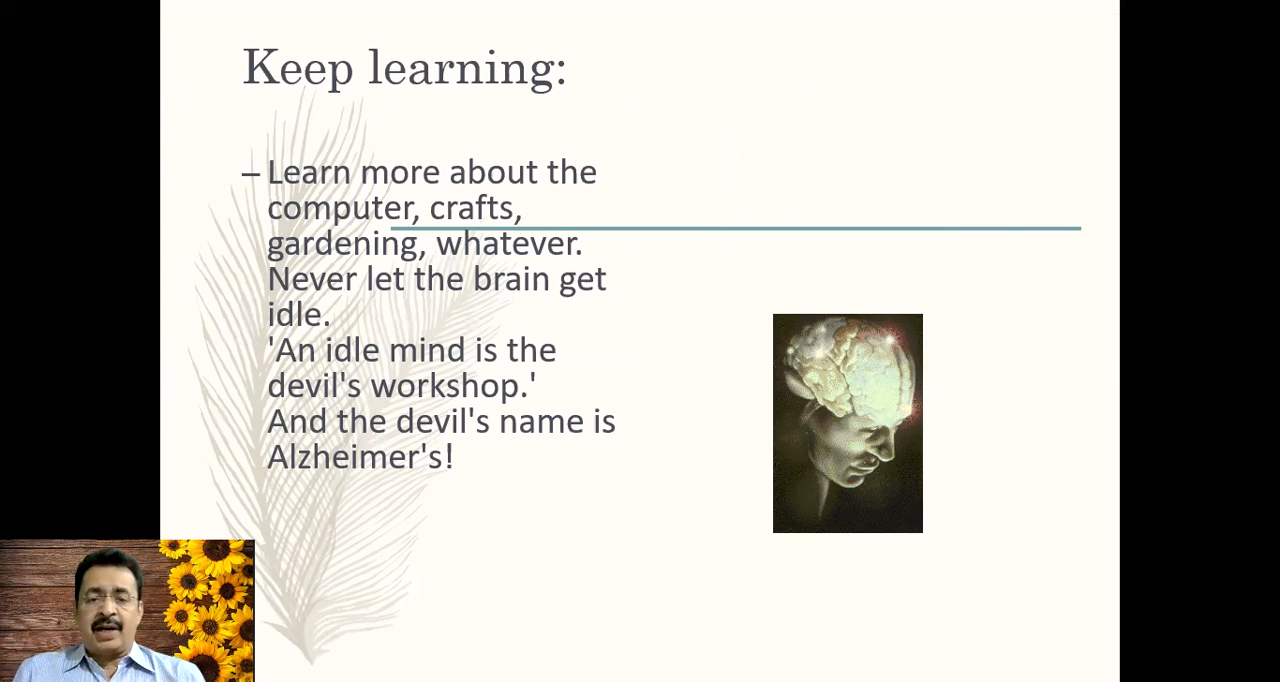 Keep learning:
– Learn more about the
computer, crafts,
gardening, whatever.
Never let the brain get
idle.
'An idle mind is the
devil's workshop.'
And the devil's name is
Alzheimer's!